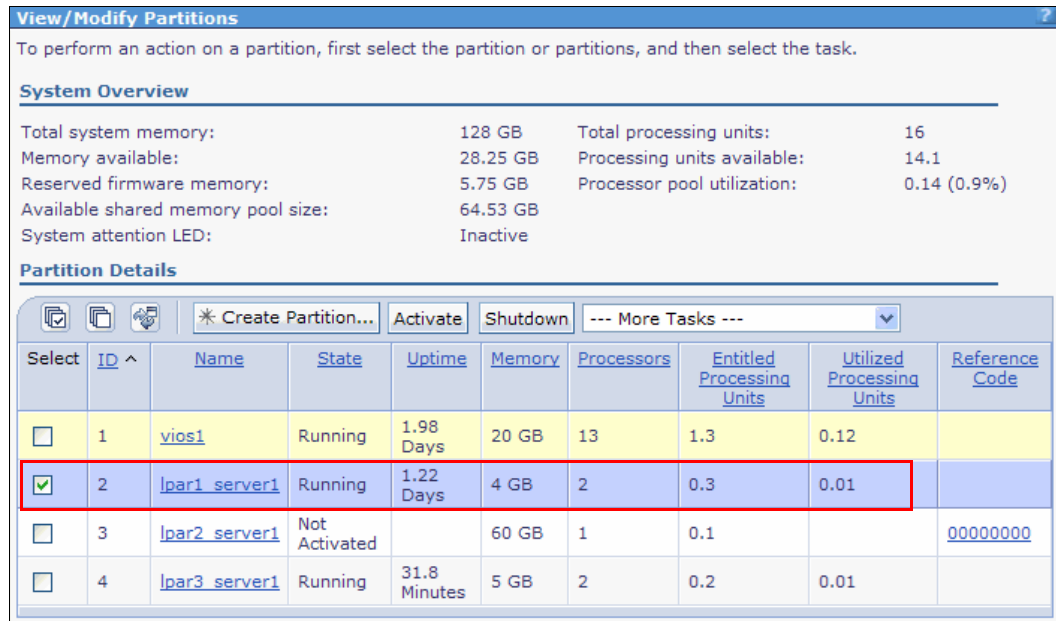 View/Modify Partitions ?
To perform an action on a partition, first select the partition or partitions, and then select the task.
System Overview
Total system memory: 128 GB Total processing units: 16
Memory available: 28.25 GB Processing units available: 14.1
Reserved firmware memory: 5.75 GB Processor pool utilization: 0.14 (0.9%)
Available shared memory pool size: 64.53 GB
System attention LED: Inactive
Partition Details
Create Partition... Activate Shutdown --- More Tasks ---
Select ID ^ Name State Uptime Memory Processors Entitled Processing Units Utilized Processing Units Reference Code
1 vios1 Running 1.98 Days 20 GB 13 1.3 0.12
2 lpar1_server1 Running 1.22 Days 4 GB 2 0.3 0.01
3 lpar2_server1 Not Activated 60 GB 1 0.1 00000000
4 lpar3_server1 Running 31.8 Minutes 5 GB 2 0.2 0.01